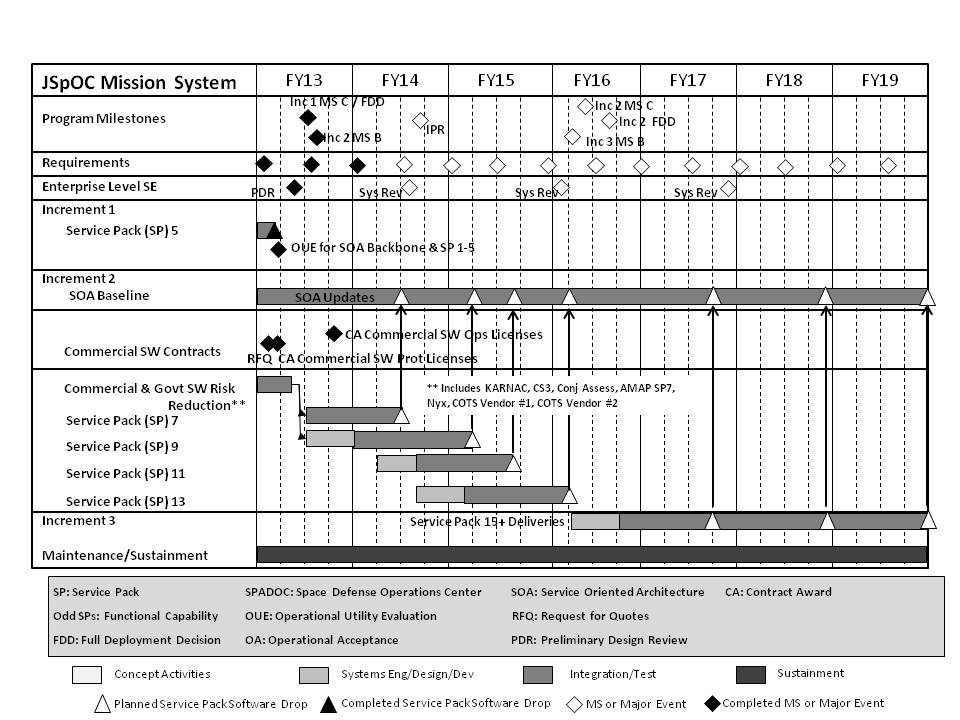 JSpOC Mission System FY13 FY14 FY15 FY16 FY17 FY18 FY19
Program Milestones
Inc 1 MS C / FDD
Inc 2 MS B
IPR
Inc 2 MS C
Inc 2 FDD
Inc 3 MS B
Requirements
Enterprise Level SE
PDR Sys Rev Sys Rev Sys Rev
Increment 1
Service Pack (SP) 5
OUE for SOA Backbone & SP 1-5
Increment 2
SOA Baseline SOA Updates
Commercial SW Contracts
CA Commercial SW Ops Licenses
RFQ CA Commercial SW Prot Licenses
Commercial & Govt SW Risk
Reduction**
** Includes KARNAC, CS3, Conj Assess, AMAP SP7,
Nyx, COTS Vendor #1, COTS Vendor #2
Service Pack (SP) 7
Service Pack (SP) 9
Service Pack (SP) 11
Service Pack (SP) 13
Increment 3 Service Pack 15+ Deliveries
Maintenance/Sustainment
SP: Service Pack SPADOC: Space Defense Operations Center SOA: Service Oriented Architecture CA: Contract Award
Odd SPs: Functional Capability OUE: Operational Utility Evaluation RFQ: Request for Quotes
FDD: Full Deployment Decision OA: Operational Acceptance PDR: Preliminary Design Review
Concept Activities Systems Eng/Design/Dev Integration/Test Sustainment
Planned Service Pack Software Drop Completed Service Pack Software Drop MS or Major Event Completed MS or Major Event